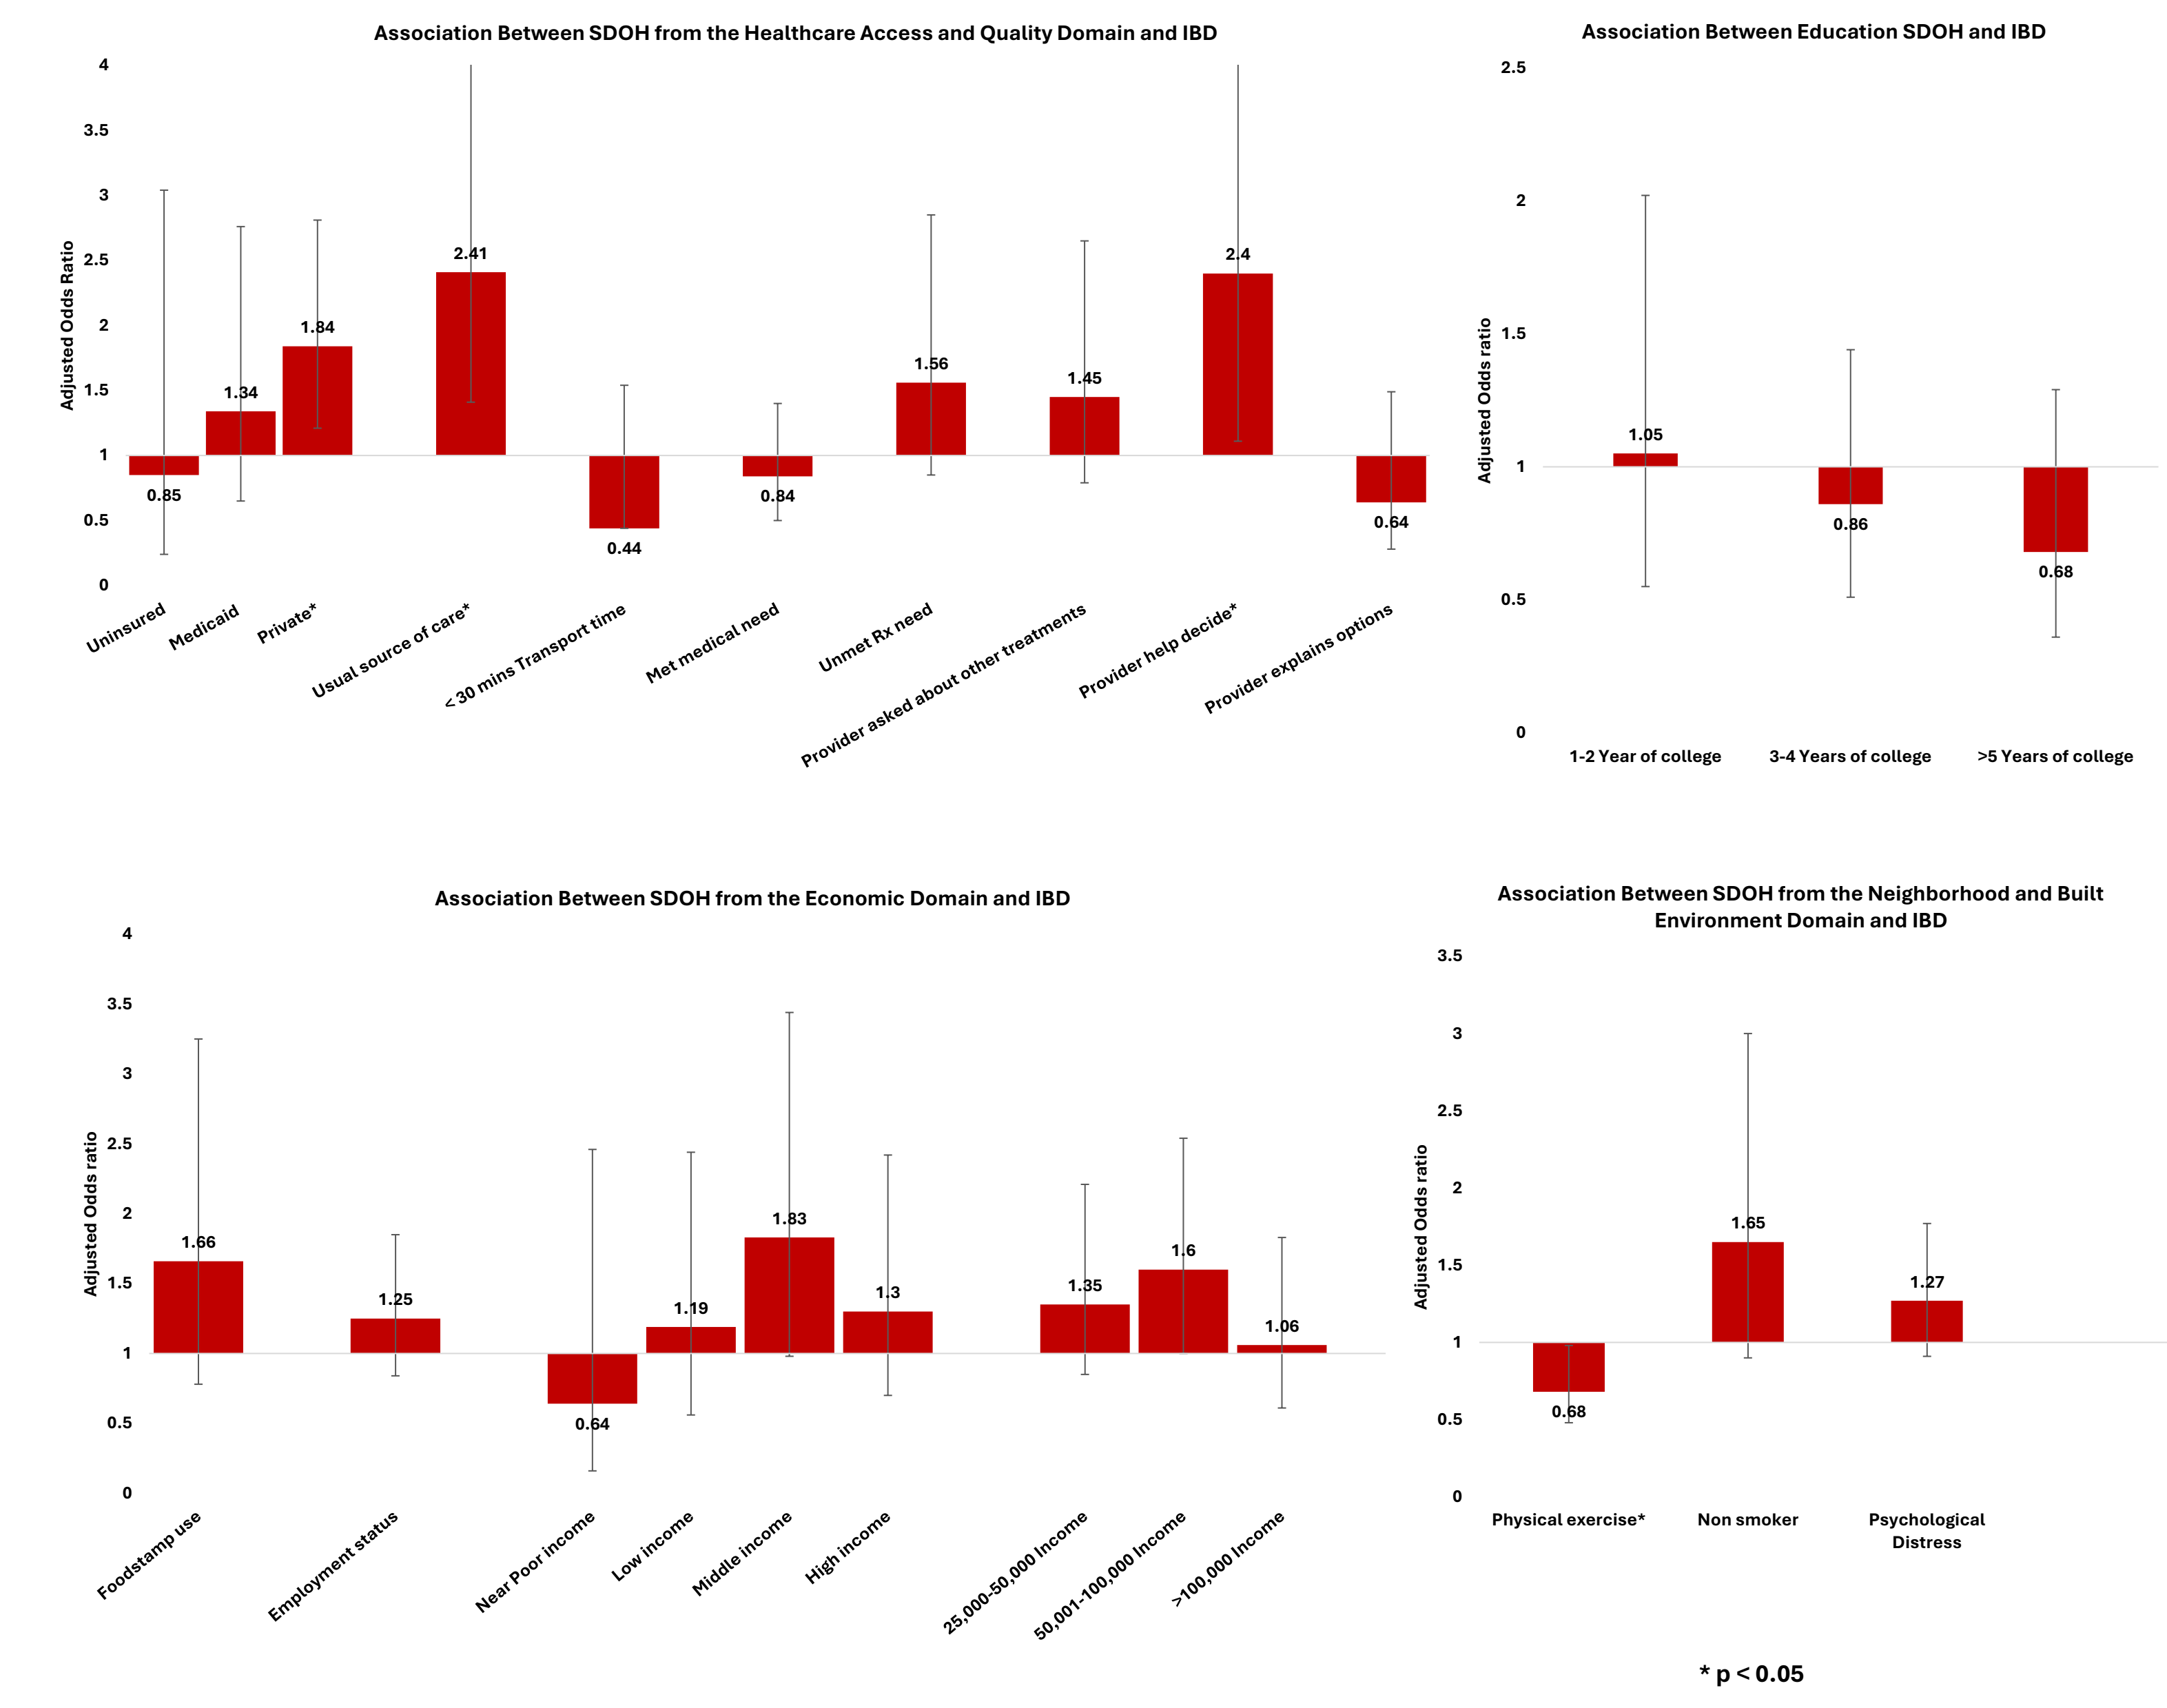 Association Between SDOH from the Healthcare Access and Quality Domain and IBD
Adjusted Odds Ratio
4
3.5
3
2.5
2
1.5
1
0.5
0
0.85
1.34
1.84
2.41
0.44
0.84
1.56
1.45
2.4
0.64
Uninsured
Medicaid
Private*
Usual source of care*
< 30 mins Transport time
Met medical need
Unmet Rx need
Provider asked about other treatments
Provider help decide*
Provider explains options
Association Between Education SDOH and IBD
Adjusted Odds ratio
2.5
2
1.5
1
0.5
0
1.05
0.86
0.68
1-2 Year of college
3-4 Years of college
>5 Years of college
Association Between SDOH from the Economic Domain and IBD
Adjusted Odds ratio
4
3.5
3
2.5
2
1.5
1
0.5
0
1.66
1.25
0.64
1.19
1.83
1.3
1.35
1.6
1.06
Foodstamp use
Employment status
Near Poor income
Low income
Middle income
High income
25,000-50,000 Income
50,001-100,000 Income
>100,000 Income
Association Between SDOH from the Neighborhood and Built
Environment Domain and IBD
Adjusted Odds ratio
3.5
3
2.5
2
1.5
1
0.5
0
0.68
1.65
1.27
Physical exercise*
Non smoker
Psychological
Distress
* p < 0.05